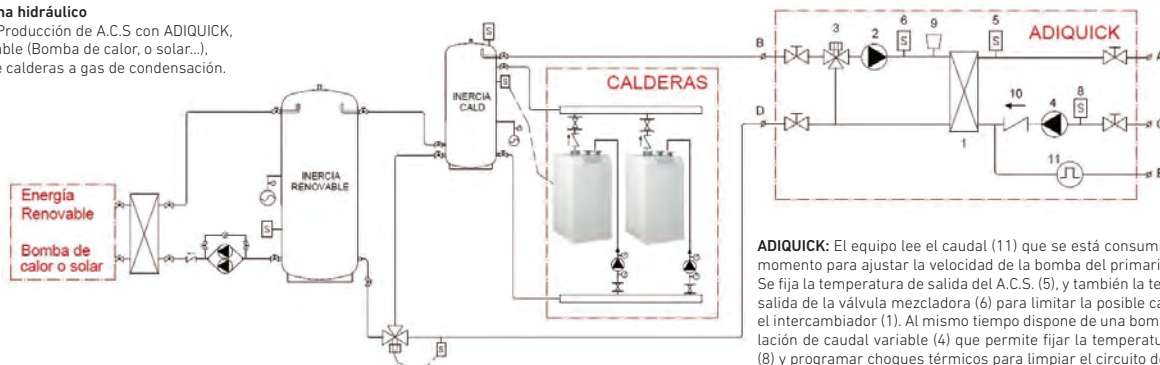 na hidráulico
Producción de A.C.S con ADIQUICK,
able (Bomba de calor, o solar...),
e calderas a gas de condensación.
Energía
Renovable
Bomba de
calor o solar
INERCIA
RENOVABLE
S
INERCIA
CALD
S
S
S
CALDERAS
ADIQUICK
B
D
3
2
6
S
9
5
S
1
10
4
8
S
11
A
C
E
ADIQUICK: El equipo lee el caudal (11) que se está consumi
momento para ajustar la velocidad de la bomba del primari
Se fija la temperatura de salida del A.C.S. (5), y también la te
salida de la válvula mezcladora (6) para limitar la posible ca
el intercambiador (1). Al mismo tiempo dispone de una bom
lación de caudal variable (4) que permite fijar la temperatu
(8) y programar choques térmicos para limpiar el circuito de